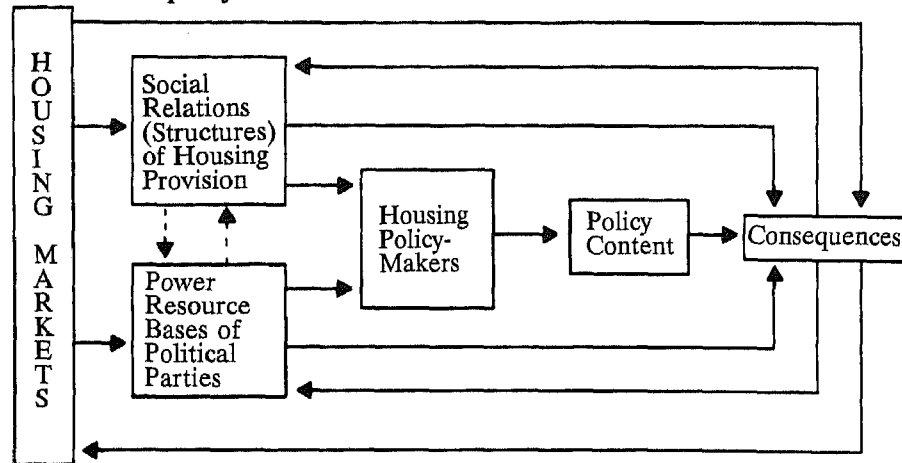 HOUSING MARKETS
Social
Relations
(Structures)
of Housing
Provision
Power
Resource
Bases of
Political
Parties
Housing
Policy-
Makers
Policy
Content
Consequences